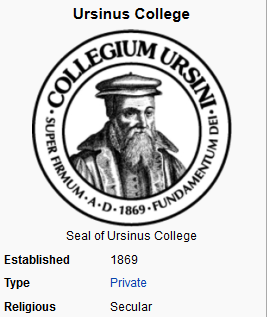 Ursinus College
COLLEGIUM URSINI
SUPER FIRMUM · A · D · 1869 · FUNDAMENTUM DEI ·
Seal of Ursinus College
Established 1869
Type Private
Religious Secular